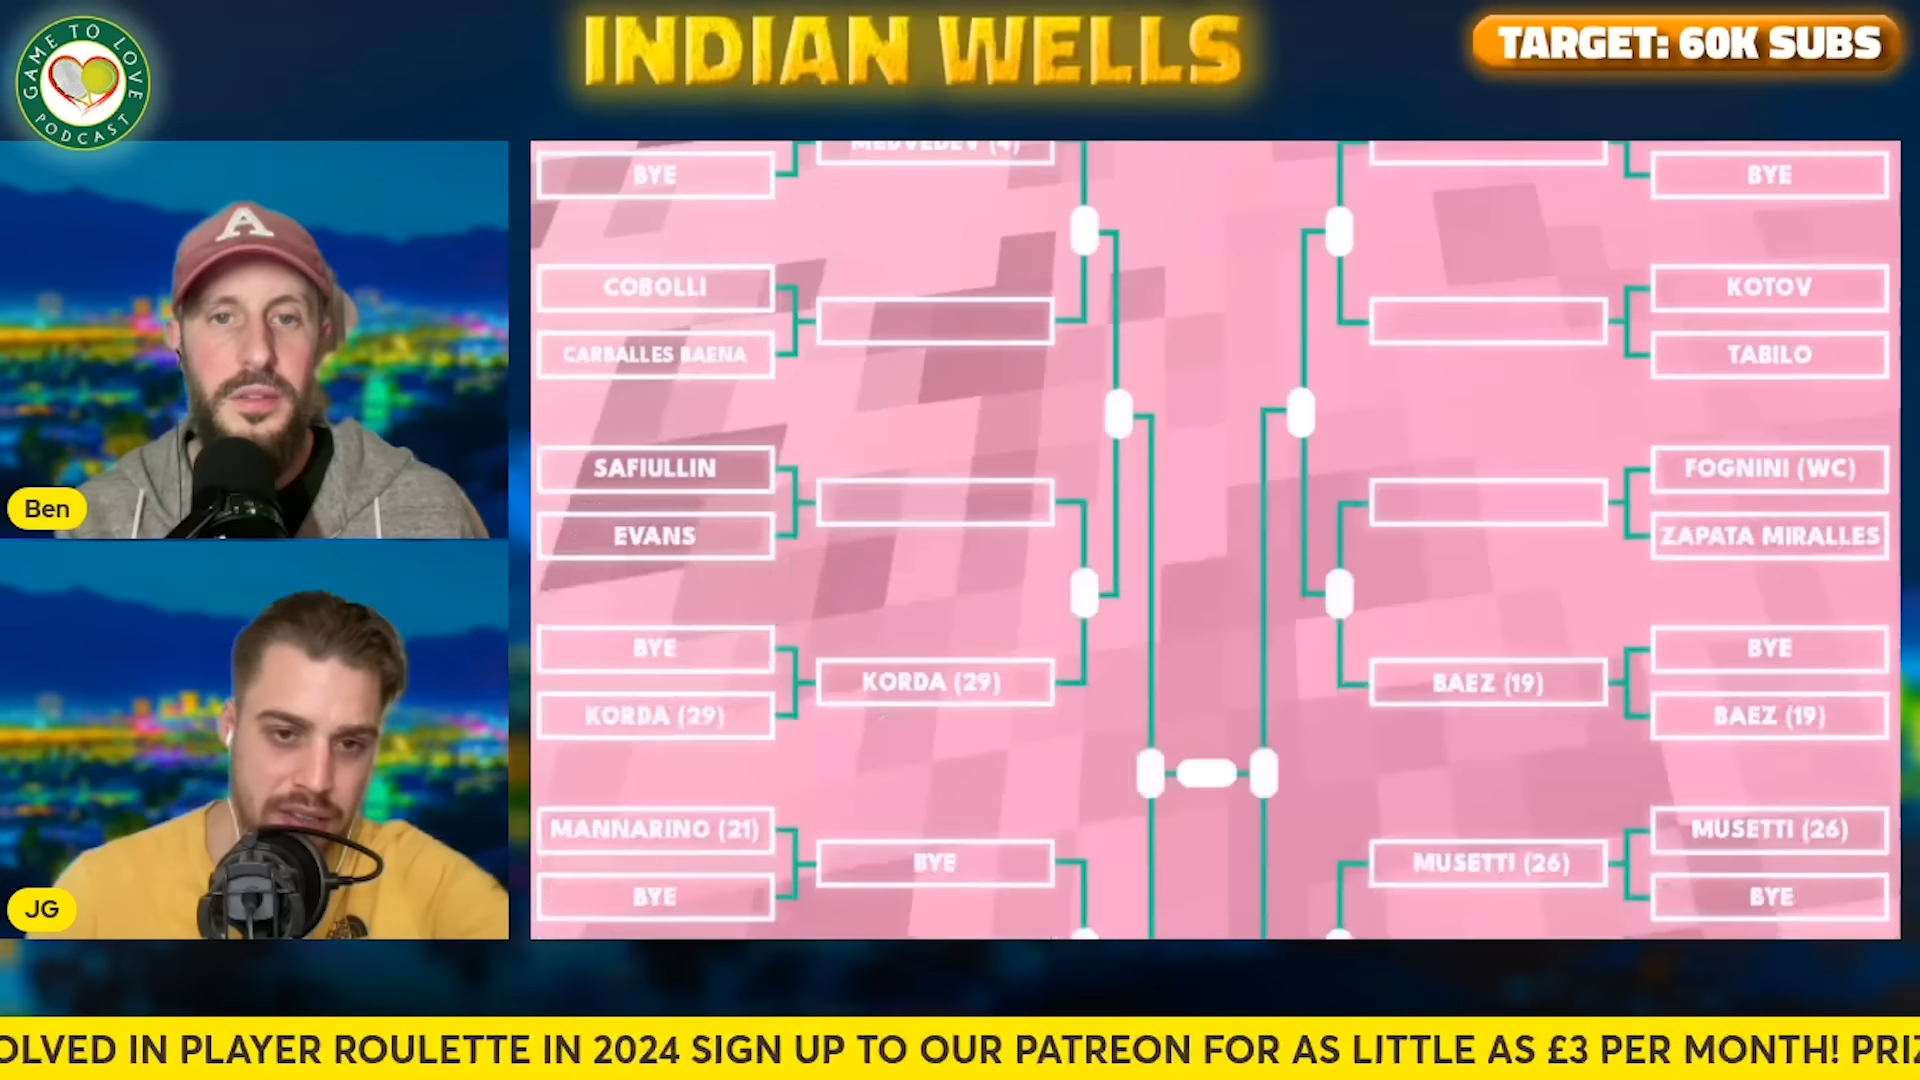 GAME TO LOVE
PODCAST
INDIAN WELLS
TARGET: 60K SUBS
Ben
JG
MEDVEDEV (4)
BYE
COBOLLI
CARBALLES BAENA
SAFIULLIN
EVANS
BYE
KORDA (29)
KORDA (29)
MANNARINO (21)
BYE
BYE
BYE
KOTOV
TABILO
FOGNINI (WC)
ZAPATA MIRALLES
BAEZ (19)
BYE
BAEZ (19)
MUSETTI (26)
MUSETTI (26)
BYE
A
OLVED IN PLAYER ROULETTE IN 2024 SIGN UP TO OUR PATREON FOR AS LITTLE AS £3 PER MONTH! PRIZ